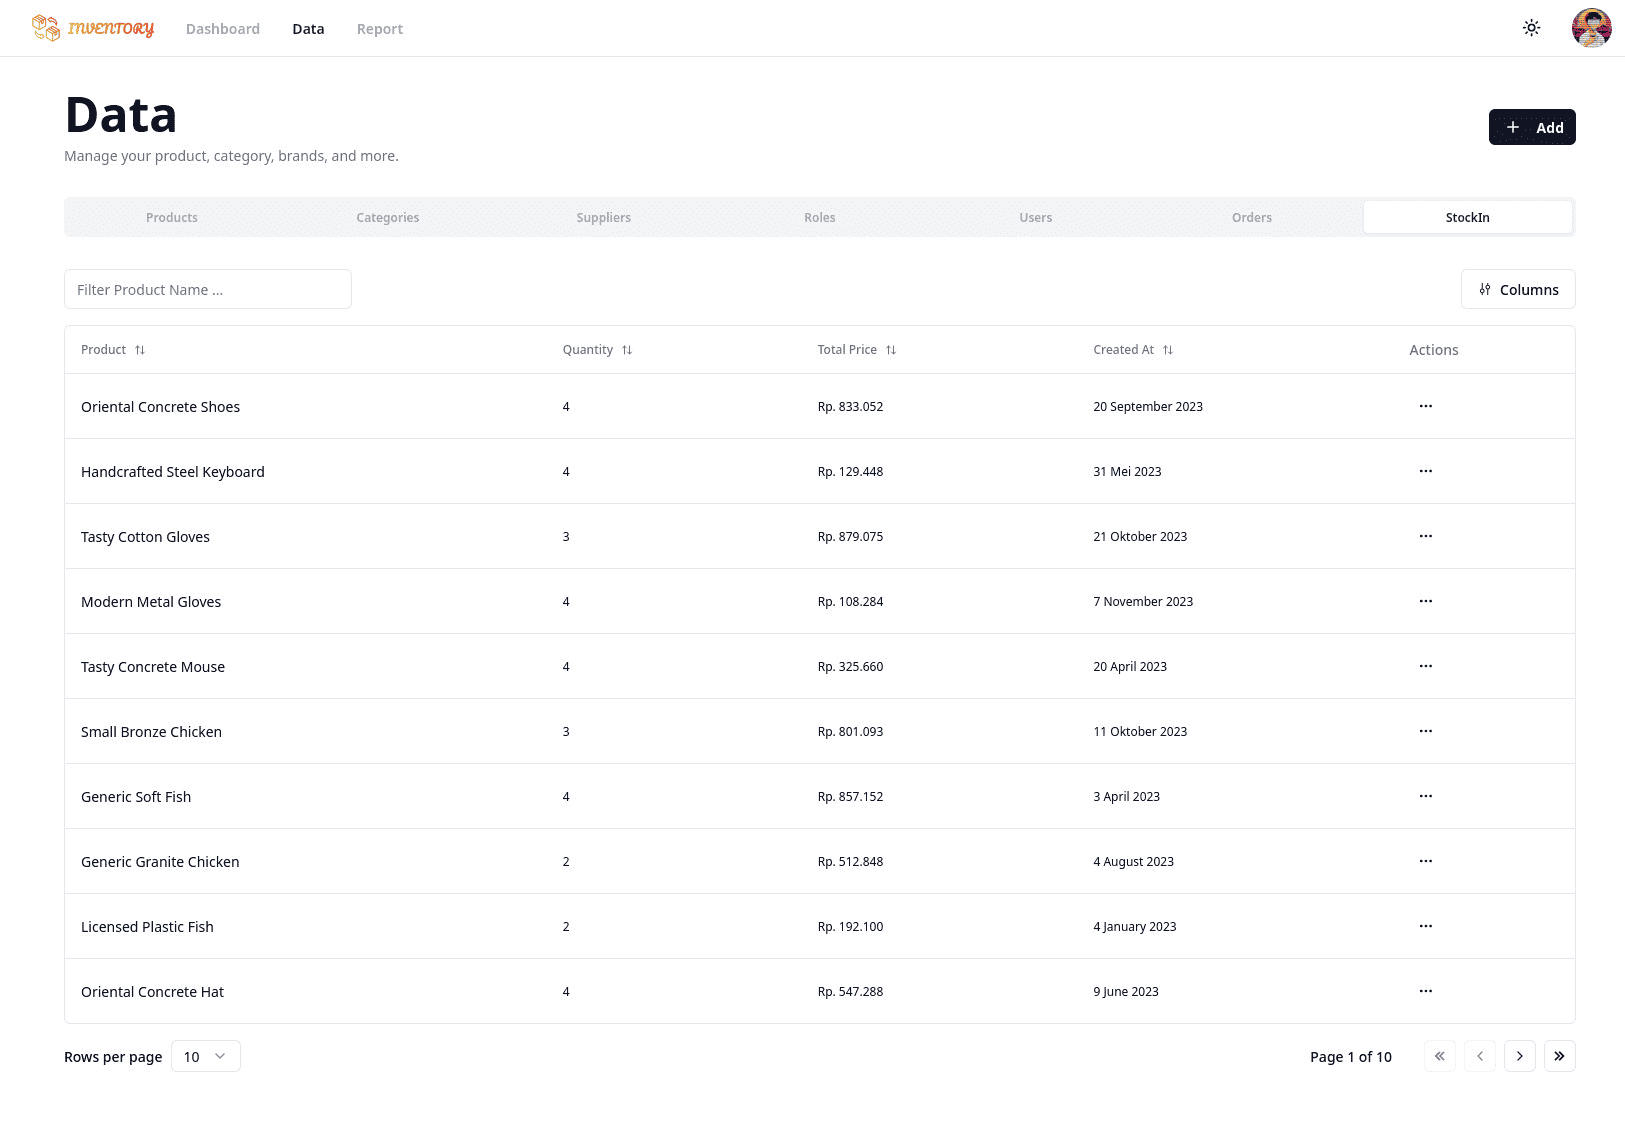 INVENTORY Dashboard Data Report
Data
Add
Manage your product, category, brands, and more.
Products Categories Suppliers Roles Users Orders StockIn
Filter Product Name ... Columns
Product Quantity Total Price Created At Actions
Oriental Concrete Shoes 4 Rp. 833.052 20 September 2023
Handcrafted Steel Keyboard 4 Rp. 129.448 31 Mei 2023
Tasty Cotton Gloves 3 Rp. 879.075 21 Oktober 2023
Modern Metal Gloves 4 Rp. 108.284 7 November 2023
Tasty Concrete Mouse 4 Rp. 325.660 20 April 2023
Small Bronze Chicken 3 Rp. 801.093 11 Oktober 2023
Generic Soft Fish 4 Rp. 857.152 3 April 2023
Generic Granite Chicken 2 Rp. 512.848 4 August 2023
Licensed Plastic Fish 2 Rp. 192.100 4 January 2023
Oriental Concrete Hat 4 Rp. 547.288 9 June 2023
Rows per page 10 Page 1 of 10